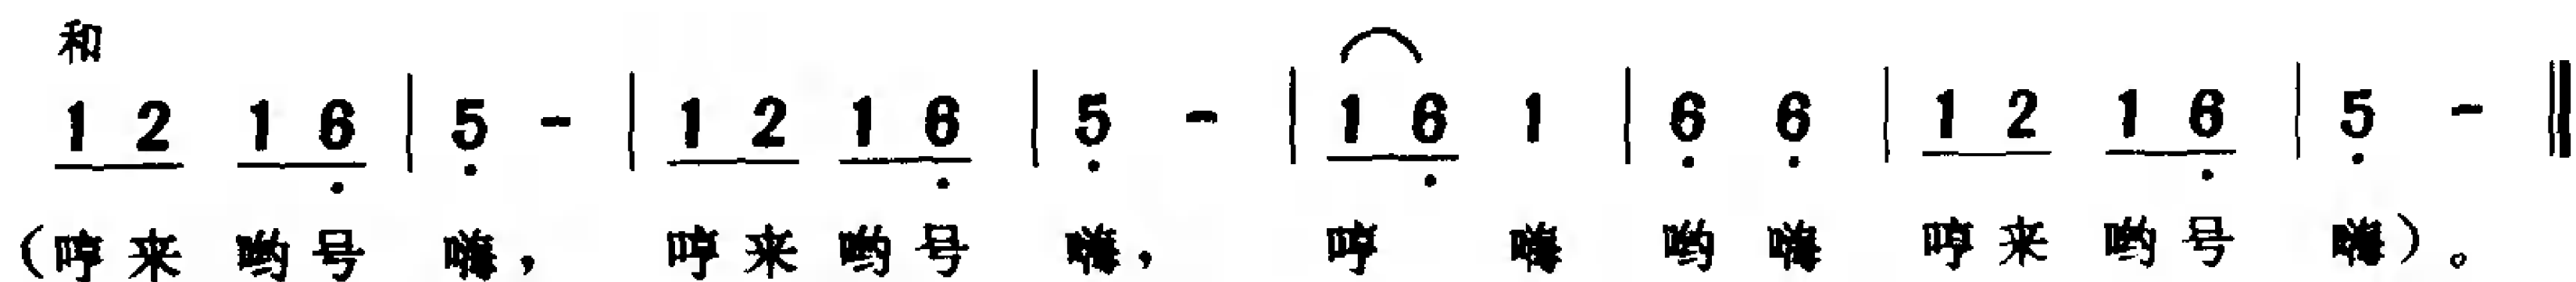 和
1 2 1 6 | 5 - | 1 2 1 6 | 5 - | 1 6 1 | 6 6 | 1 2 1 6 | 5 - ‖
（哼来 哟号 嗨， 哼来 哟号 嗨， 哼 嗨 哟 嗨 哼来 哟号 嗨）。